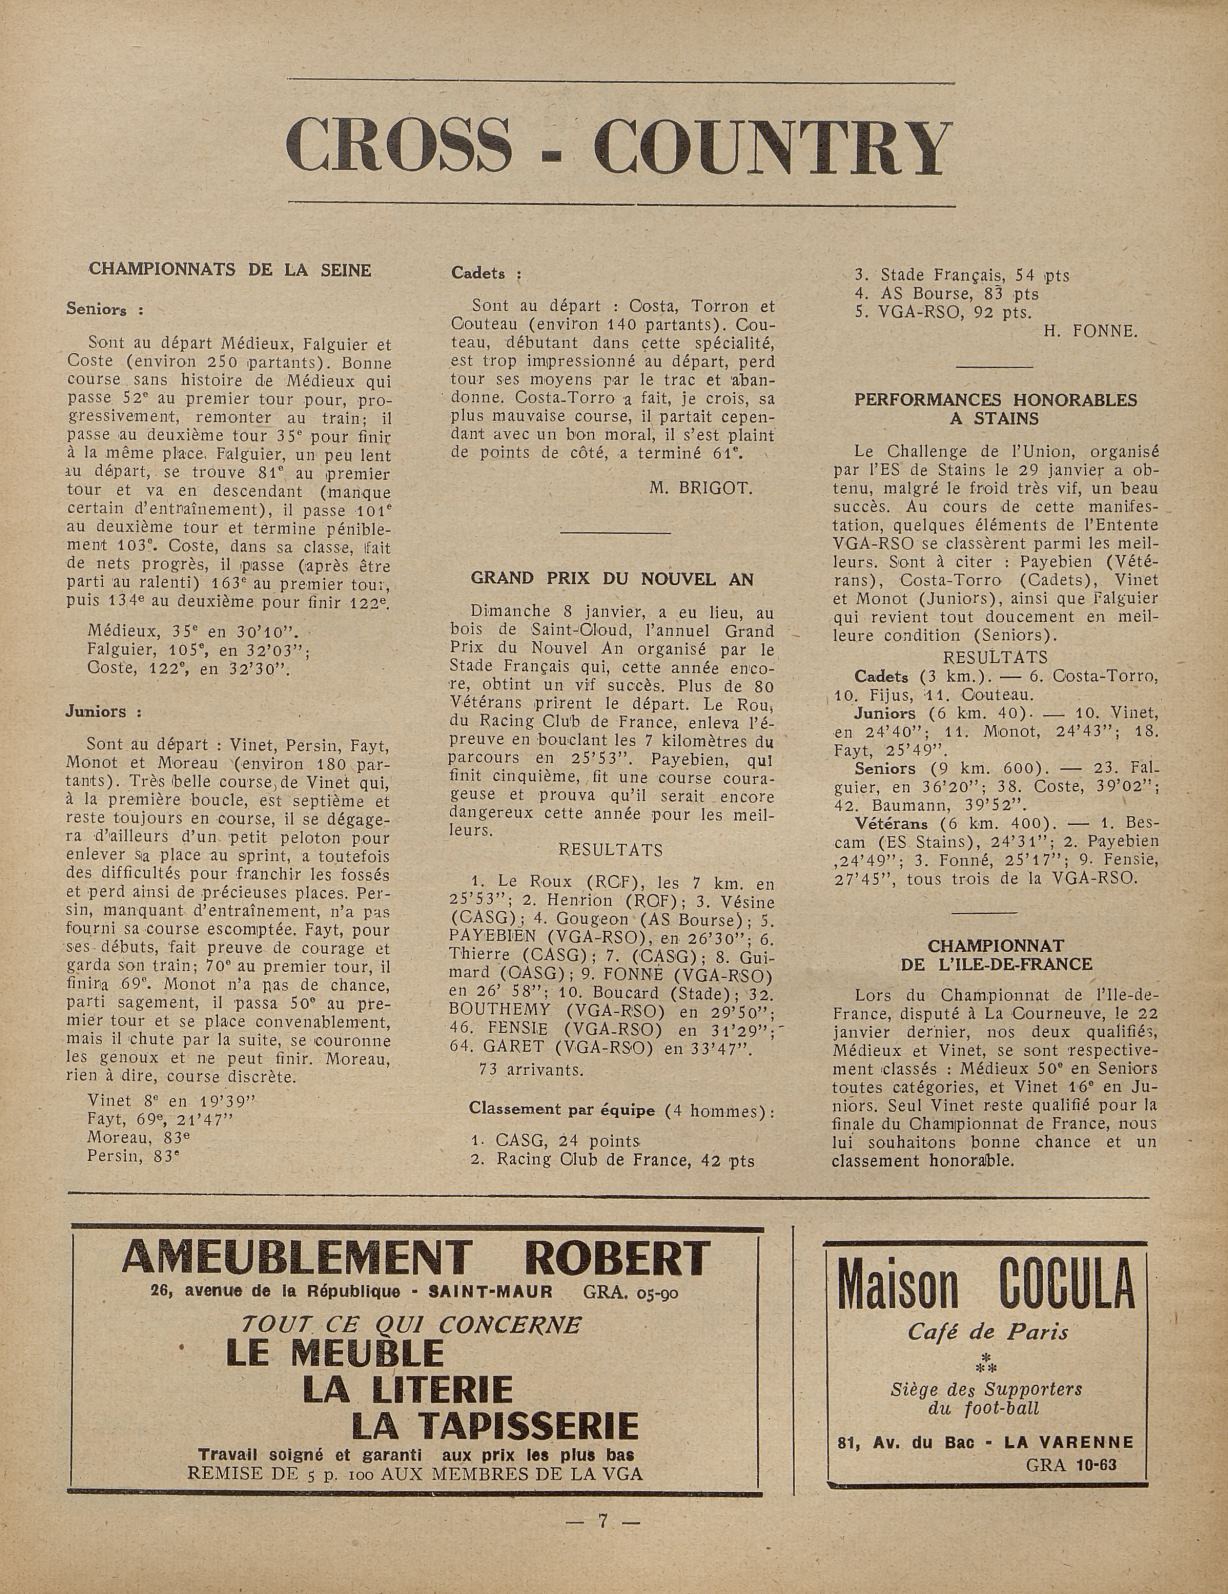 CROSS - COUNTRY
CHAMPIONNATS DE LA SEINE
Seniors :
Sont au départ Médieux, Falguier et
Coste (environ 250 partants). Bonne
course sans histoire de Médieux qui
passe 52e au premier tour pour, pro-
gressivement, remonter au train; il
passe au deuxième tour 35e pour finir
à la même place. Falguier, un peu lent
au départ, se trouve 81e au premier
tour et va en descendant (manque
certain d'entraînement), il passe 101e
au deuxième tour et termine pénible-
ment 103e. Coste, dans sa classe, fait
de nets progrès, il passe (après être
parti au ralenti) 163e au premier tour,
puis 134e au deuxième pour finir 122e.
Médieux, 35e en 30'10".
Falguier, 105e, en 32'03";
Coste, 122e, en 32'30".
Juniors :
Sont au départ : Vinet, Persin, Fayt,
Monot et Moreau (environ 180 par-
tants). Très belle course, de Vinet qui,
à la première boucle, est septième et
reste toujours en course, il se dégage-
ra d'ailleurs d'un petit peloton pour
enlever sa place au sprint, a toutefois
des difficultés pour franchir les fossés
et perd ainsi de précieuses places. Per-
sin, manquant d'entraînement, n'a pas
fourni sa course escomptée. Fayt, pour
ses débuts, fait preuve de courage et
garda son train; 70e au premier tour, il
finira 69e. Monot n'a pas de chance,
parti sagement, il passa 50e au pre-
mier tour et se place convenablement,
mais il chute par la suite, se couronne
les genoux et ne peut finir. Moreau,
rien à dire, course discrète.
Vinet 8e en 19'39"
Fayt, 69e, 21'47"
Moreau, 83e
Persin, 83e
Cadets :
Sont au départ : Costa, Torron et
Couteau (environ 140 partants). Cou-
teau, débutant dans cette spécialité,
est trop impressionné au départ, perd
tour ses moyens par le trac et aban-
donne. Costa-Torro a fait, je crois, sa
plus mauvaise course, il partait cepen-
dant avec un bon moral, il s'est plaint
de points de côté, a terminé 61e.
M. BRIGOT.
GRAND PRIX DU NOUVEL AN
Dimanche 8 janvier, a eu lieu, au
bois de Saint-Cloud, l'annuel Grand
Prix du Nouvel An organisé par le
Stade Français qui, cette année enco-
re, obtint un vif succès. Plus de 80
Vétérans prirent le départ. Le Rou,
du Racing Club de France, enleva l'é-
preuve en bouclant les 7 kilomètres du
parcours en 25'53". Payebien, qui
finit cinquième, fit une course coura-
geuse et prouva qu'il serait encore
dangereux cette année pour les meil-
leurs.
RESULTATS
1. Le Roux (RCF), les 7 km. en
25'53"; 2. Henrion (RCF); 3. Vésine
(CASG); 4. Gougeon (AS Bourse); 5.
PAYEBIEN (VGA-RSO), en 26'30"; 6.
Thierre (CASG); 7. (CASG); 8. Gui-
mard (CASG); 9. FONNE (VGA-RSO)
en 26' 58"; 10. Boucard (Stade); 32.
BOUTHEMY (VGA-RSO) en 29'50";
46. FENSIE (VGA-RSO) en 31'29";
64. GARET (VGA-RSO) en 33'47".
73 arrivants.
Classement par équipe (4 hommes):
1. CASG, 24 points
2. Racing Club de France, 42 pts
3. Stade Français, 54 pts
4. AS Bourse, 83 pts
5. VGA-RSO, 92 pts.
H. FONNE.
PERFORMANCES HONORABLES
A STAINS
Le Challenge de l'Union, organisé
par l'ES de Stains le 29 janvier a ob-
tenu, malgré le froid très vif, un beau
succès. Au cours de cette manifes-
tation, quelques éléments de l'Entente
VGA-RSO se classèrent parmi les meil-
leurs. Sont à citer : Payebien (Vété-
rans), Costa-Torro (Cadets), Vinet
et Monot (Juniors), ainsi que Falguier
qui revient tout doucement en meil-
leure condition (Seniors).
RESULTATS
Cadets (3 km.). — 6. Costa-Torro,
10. Fijus, 11. Couteau.
Juniors (6 km. 40). — 10. Vinet,
en 24'40"; 11. Monot, 24'43"; 18.
Fayt, 25'49".
Seniors (9 km. 600). — 23. Fal-
guier, en 36'20"; 38. Coste, 39'02";
42. Baumann, 39'52".
Vétérans (6 km. 400). — 1. Bes-
cam (ES Stains), 24'31"; 2. Payebien
,24'49"; 3. Fonné, 25'17"; 9. Fensie,
27'45", tous trois de la VGA-RSO.
CHAMPIONNAT
DE L'ILE-DE-FRANCE
Lors du Championnat de l'Ile-de-
France, disputé à La Courneuve, le 22
janvier dernier, nos deux qualifiés,
Médieux et Vinet, se sont respective-
ment classés : Médieux 50e en Seniors
toutes catégories, et Vinet 16e en Ju-
niors. Seul Vinet reste qualifié pour la
finale du Championnat de France, nous
lui souhaitons bonne chance et un
classement honorable.
AMEUBLEMENT ROBERT
26, avenue de la République - SAINT-MAUR GRA. 05-90
TOUT CE QUI CONCERNE
LE MEUBLE
LA LITERIE
LA TAPISSERIE
Travail soigné et garanti aux prix les plus bas
REMISE DE 5 p. 100 AUX MEMBRES DE LA VGA
Maison COCULA
Café de Paris
*
**
Siège des Supporters
du foot-ball
81, Av. du Bac - LA VARENNE
GRA 10-63
— 7 —